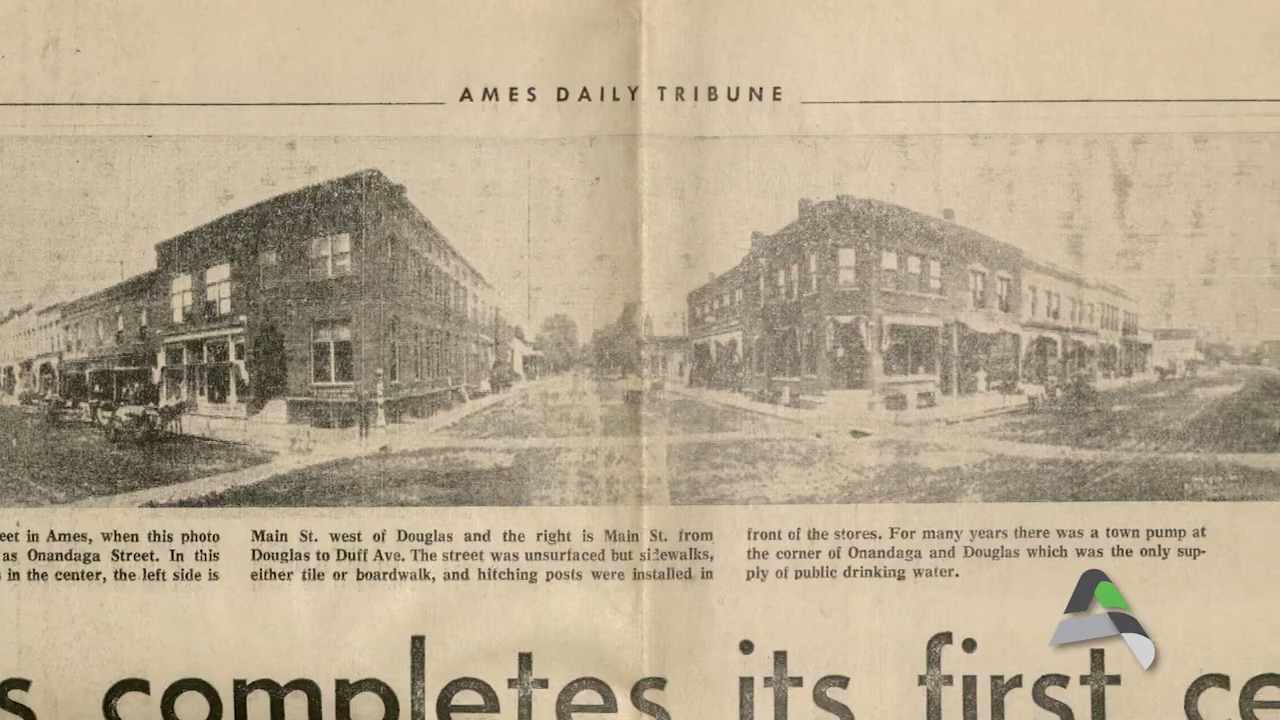 AMES DAILY TRIBUNE
eet in Ames, when this photo
as Onandaga Street. In this
in the center, the left side is
Main St. west of Douglas and the right is Main St. from
Douglas to Duff Ave. The street was unsurfaced but sidewalks,
either tile or boardwalk, and hitching posts were installed in
front of the stores. For many years there was a town pump at
the corner of Onandaga and Douglas which was the only sup-
ply of public drinking water.
s completes its first ce